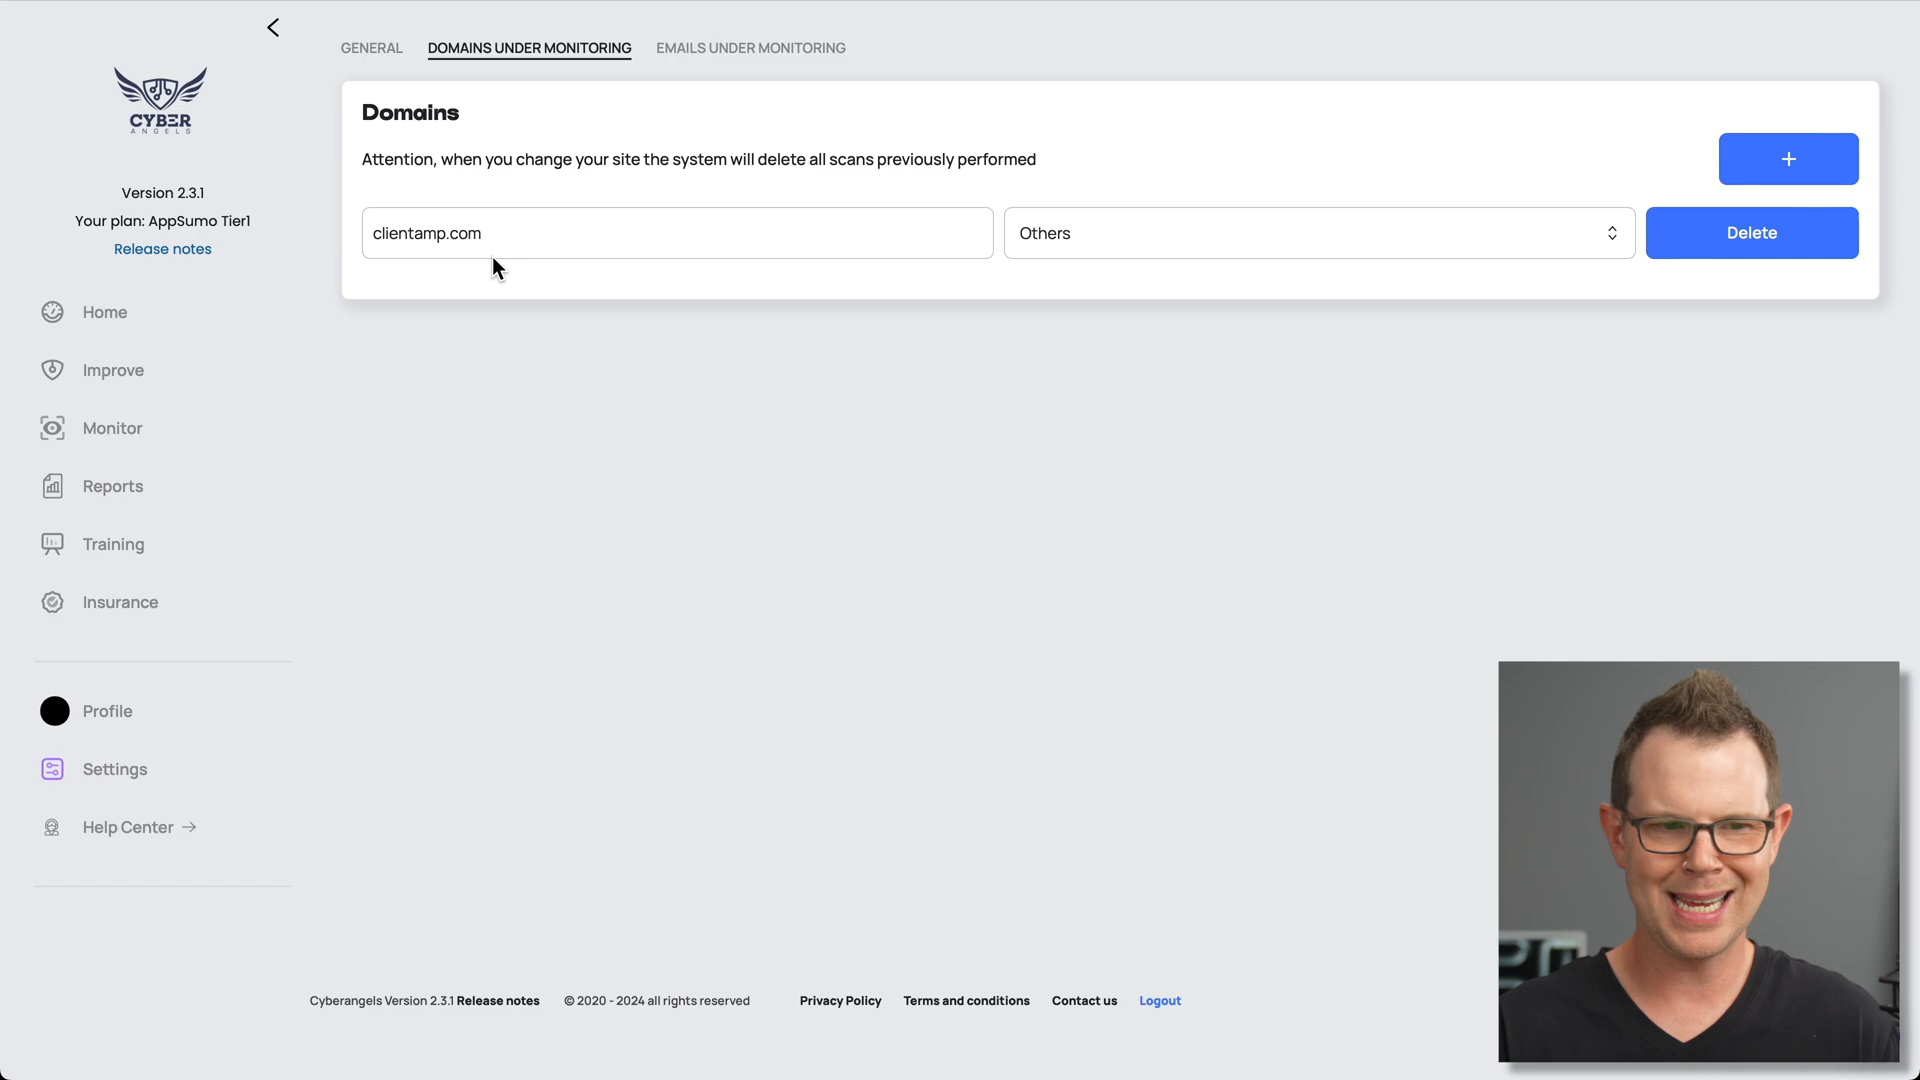 CYBER
ANGELS
Version 2.3.1
Your plan: AppSumo Tier1
Release notes
Home
Improve
Monitor
Reports
Training
Insurance
Profile
Settings
Help Center
GENERAL
DOMAINS UNDER MONITORING
EMAILS UNDER MONITORING
Domains
Attention, when you change your site the system will delete all scans previously performed
+
clientamp.com
Others
Delete
Cyberangels Version 2.3.1 Release notes
© 2020 - 2024 all rights reserved
Privacy Policy
Terms and conditions
Contact us
Logout